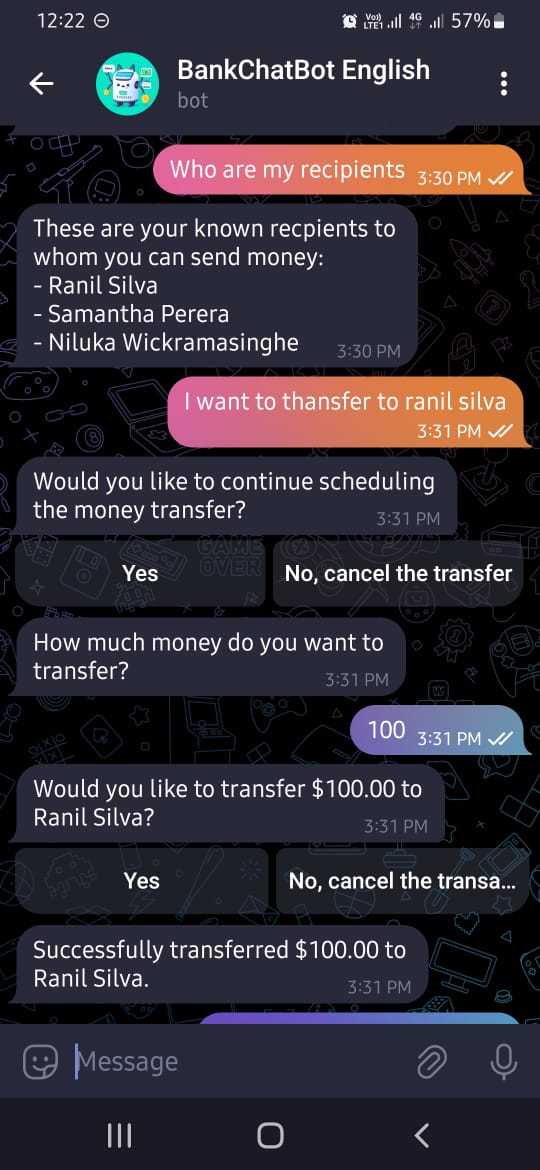 12:22
Vo)) LTE1 4G 57%
BankChatBot English
bot
Who are my recipients 3:30 PM
These are your known recpients to
whom you can send money:
- Ranil Silva
- Samantha Perera
- Niluka Wickramasinghe 3:30 PM
I want to thansfer to ranil silva
3:31 PM
Would you like to continue scheduling
the money transfer? 3:31 PM
GAME OVER
Yes No, cancel the transfer
How much money do you want to
transfer? 3:31 PM
100 3:31 PM
Would you like to transfer $100.00 to
Ranil Silva? 3:31 PM
Yes No, cancel the transa...
Successfully transferred $100.00 to
Ranil Silva. 3:31 PM
Message